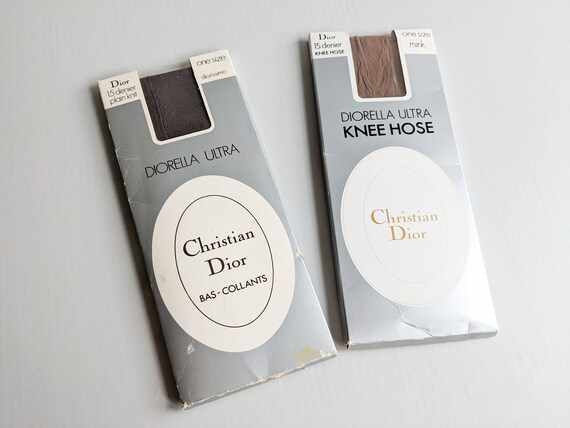 Dior
15 denier
plain knit
one size
diorissimo
DIORELLA ULTRA
Christian
Dior
BAS-COLLANTS
Dior
15 denier
KNEE HOSE
one size
mink
DIORELLA ULTRA
KNEE HOSE
Christian
Dior